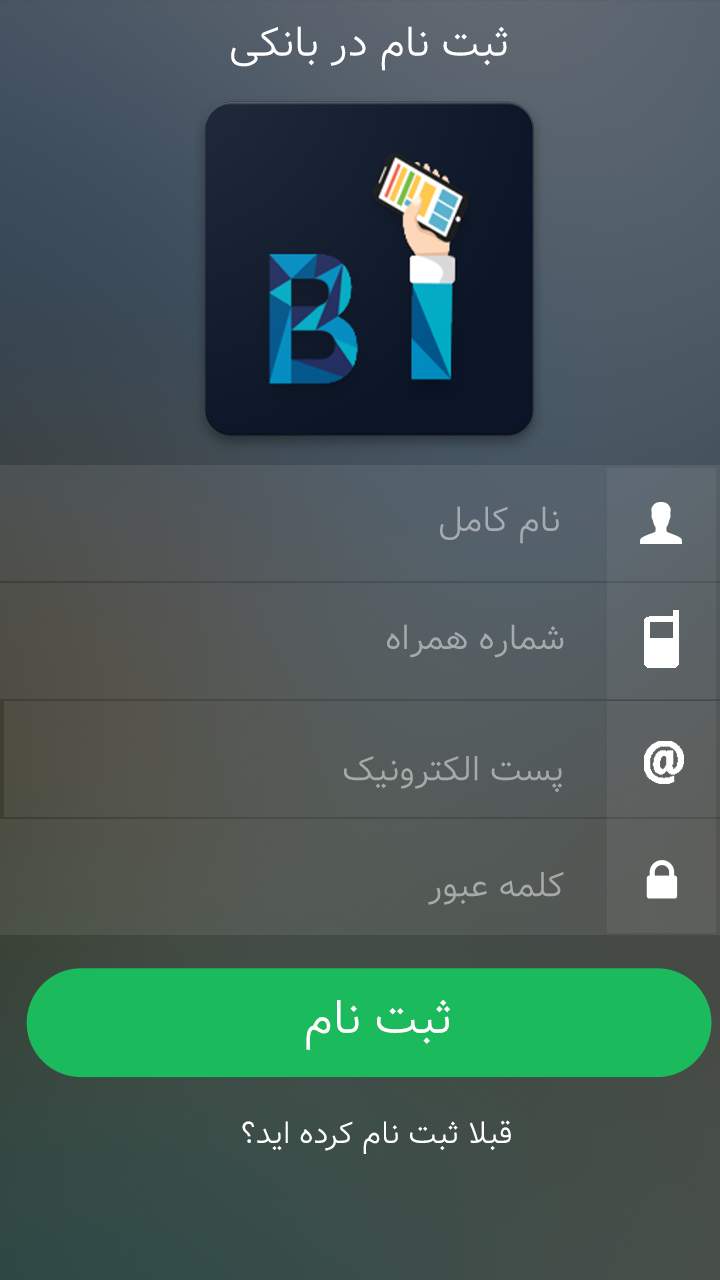 ثبت نام در بانکی
BI
نام کامل
شماره همراه
@
پست الکترونیک
کلمه عبور
ثبت نام
قبلا ثبت نام کرده اید؟